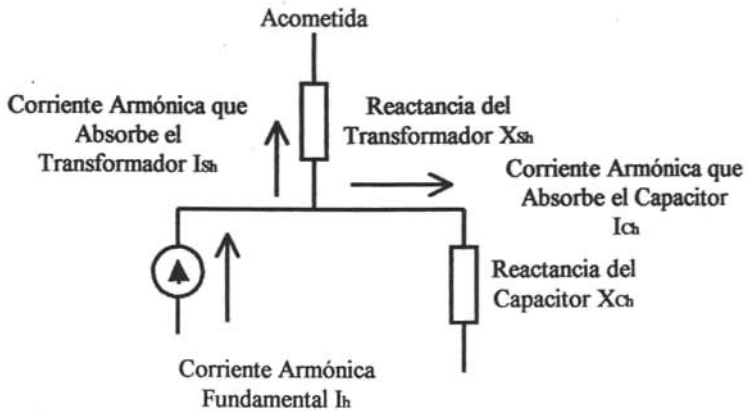 Acometida
Corriente Armónica que
Absorbe el
Transformador Ish
Reactancia del
Transformador Xsh
Corriente Armónica que
Absorbe el Capacitor
Ich
Reactancia del
Capacitor Xch
Corriente Armónica
Fundamental Ih